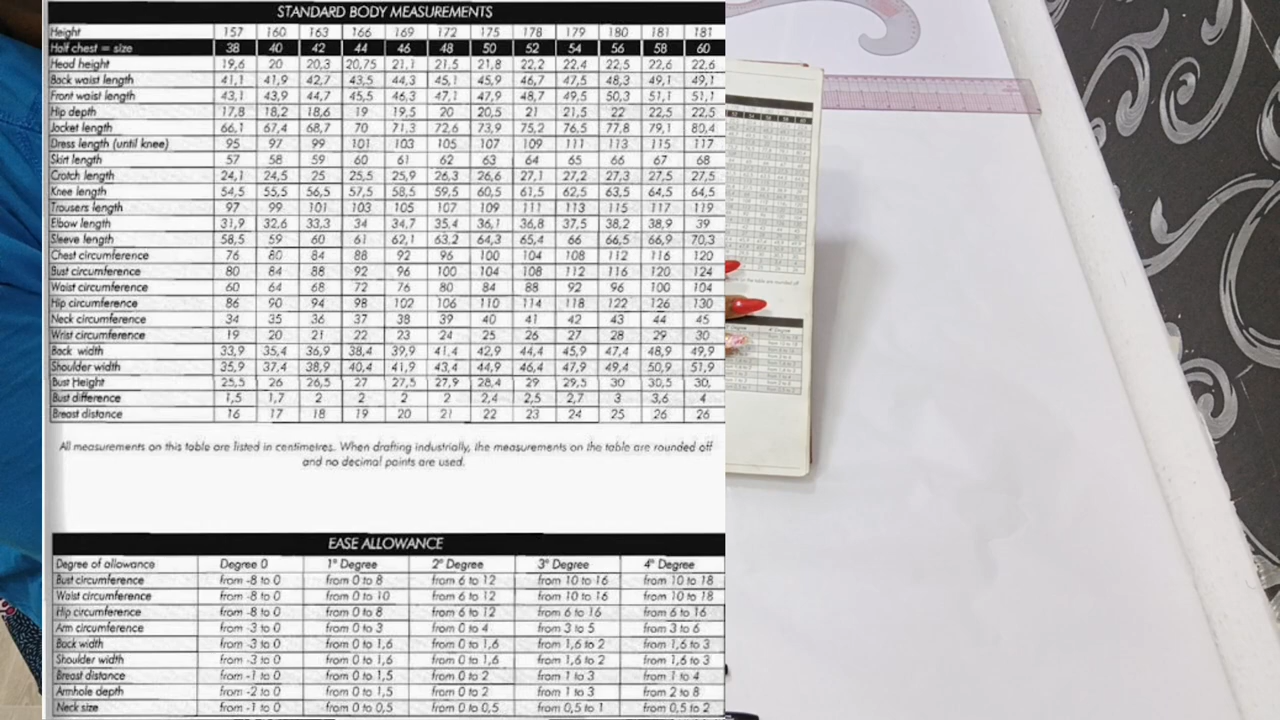 STANDARD BODY MEASUREMENTS
Height 157 160 163 166 169 172 175 178 179 180 181 181
Half chest = size 38 40 42 44 46 48 50 52 54 56 58 60
Head height 19,6 20 20,3 20,75 21,1 21,5 21,8 22,2 22,4 22,5 22,6 22,6
Back waist length 41,1 41,9 42,7 43,5 44,3 45,1 45,9 46,7 47,5 48,3 49,1 49,1
Front waist length 43,1 43,9 44,7 45,5 46,3 47,1 47,9 48,7 49,5 50,3 51,1 51,1
Hip depth 17,8 18,2 18,6 19 19,5 20 20,5 21 21,5 22 22,5 22,5
Jacket length 66,1 67,4 68,7 70 71,3 72,6 73,9 75,2 76,5 77,8 79,1 80,4
Dress length (until knee) 95 97 99 101 103 105 107 109 111 113 115 117
Skirt length 57 58 59 60 61 62 63 64 65 66 67 68
Crotch length 24,1 24,5 25 25,5 25,9 26,3 26,6 27,1 27,2 27,3 27,5 27,5
Knee length 54,5 55,5 56,5 57,5 58,5 59,5 60,5 61,5 62,5 63,5 64,5 64,5
Trousers length 97 99 101 103 105 107 109 111 113 115 117 119
Elbow length 31,9 32,6 33,3 34 34,7 35,4 36,1 36,8 37,5 38,2 38,9 39
Sleeve length 58,5 59 60 61 62,1 63,2 64,3 65,4 66 66,5 66,9 70,3
Chest circumference 76 80 84 88 92 96 100 104 108 112 116 120
Bust circumference 80 84 88 92 96 100 104 108 112 116 120 124
Waist circumference 60 64 68 72 76 80 84 88 92 96 100 104
Hip circumference 86 90 94 98 102 106 110 114 118 122 126 130
Neck circumference 34 35 36 37 38 39 40 41 42 43 44 45
Wrist circumference 19 20 21 22 23 24 25 26 27 28 29 30
Back width 33,9 35,4 36,9 38,4 39,9 41,4 42,9 44,4 45,9 47,4 48,9 49,9
Shoulder width 35,9 37,4 38,9 40,4 41,9 43,4 44,9 46,4 47,9 49,4 50,9 51,9
Bust Height 25,5 26 26,5 27 27,5 27,9 28,4 29 29,5 30 30,5 30,
Bust difference 1,5 1,7 2 2 2 2 2,4 2,5 2,7 3 3,6 4
Breast distance 16 17 18 19 20 21 22 23 24 25 26 26
All measurements on this table are listed in centimetres. When drafting industrially, the measurements on the table are rounded off
and no decimal points are used.
EASE ALLOWANCE
Degree of allowance Degree 0 1° Degree 2° Degree 3° Degree 4° Degree
Bust circumference from -8 to 0 from 0 to 8 from 6 to 12 from 10 to 16 from 10 to 18
Waist circumference from -8 to 0 from 0 to 10 from 6 to 12 from 10 to 16 from 10 to 18
Hip circumference from -8 to 0 from 0 to 8 from 6 to 12 from 6 to 16 from 6 to 16
Arm circumference from -3 to 0 from 0 to 3 from 0 to 4 from 3 to 5 from 3 to 6
Back width from -3 to 0 from 0 to 1,6 from 0 to 1,6 from 1,6 to 2 from 1,6 to 3
Shoulder width from -3 to 0 from 0 to 1,6 from 0 to 1,6 from 1,6 to 2 from 1,6 to 3
Breast distance from -1 to 0 from 0 to 1,5 from 0 to 2 from 1 to 3 from 1 to 4
Armhole depth from -2 to 0 from 0 to 1,5 from 0 to 2 from 1 to 3 from 2 to 8
Neck size from -1 to 0 from 0 to 0,5 from 0 to 0,5 from 0,5 to 1 from 0,5 to 2